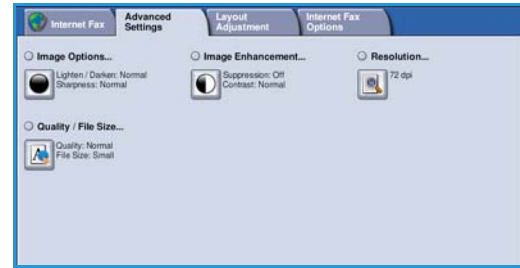 Internet Fax
Advanced
Settings
Layout
Adjustment
Internet Fax
Options
Image Options...
Lighten / Darken: Normal
Sharpness: Normal
Image Enhancement...
Suppression: Off
Contrast: Normal
Resolution...
72 dpi
Quality / File Size...
Quality: Normal
File Size: Small